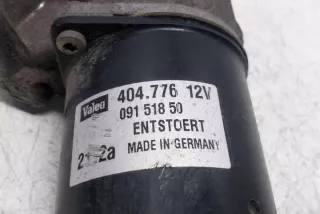 Valeo 404.776 12V
091 518 50
ENTSTOERT
MADE IN GERMANY